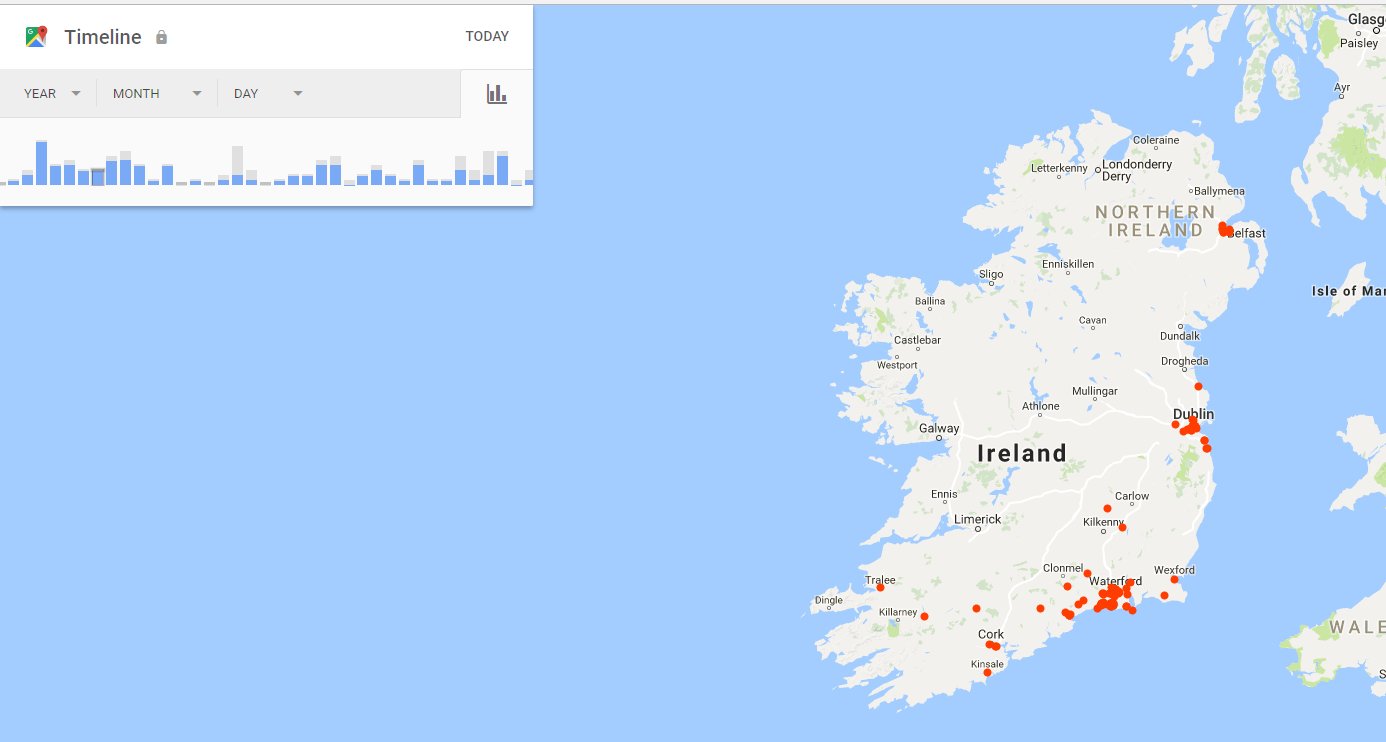 Timeline
TODAY
YEAR
MONTH
DAY
Glasg
Paisley
Ayr
Coleraine
Letterkenny
Londonderry
Derry
Ballymena
NORTHERN
IRELAND
Belfast
Enniskillen
Sligo
Isle of Man
Ballina
Cavan
Castlebar
Dundalk
Westport
Drogheda
Mullingar
Athlone
Dublin
Galway
Ireland
Ennis
Carlow
Limerick
Kilkenny
Clonmel
Wexford
Tralee
Waterford
Dingle
Killarney
WALE
Cork
Kinsale
S